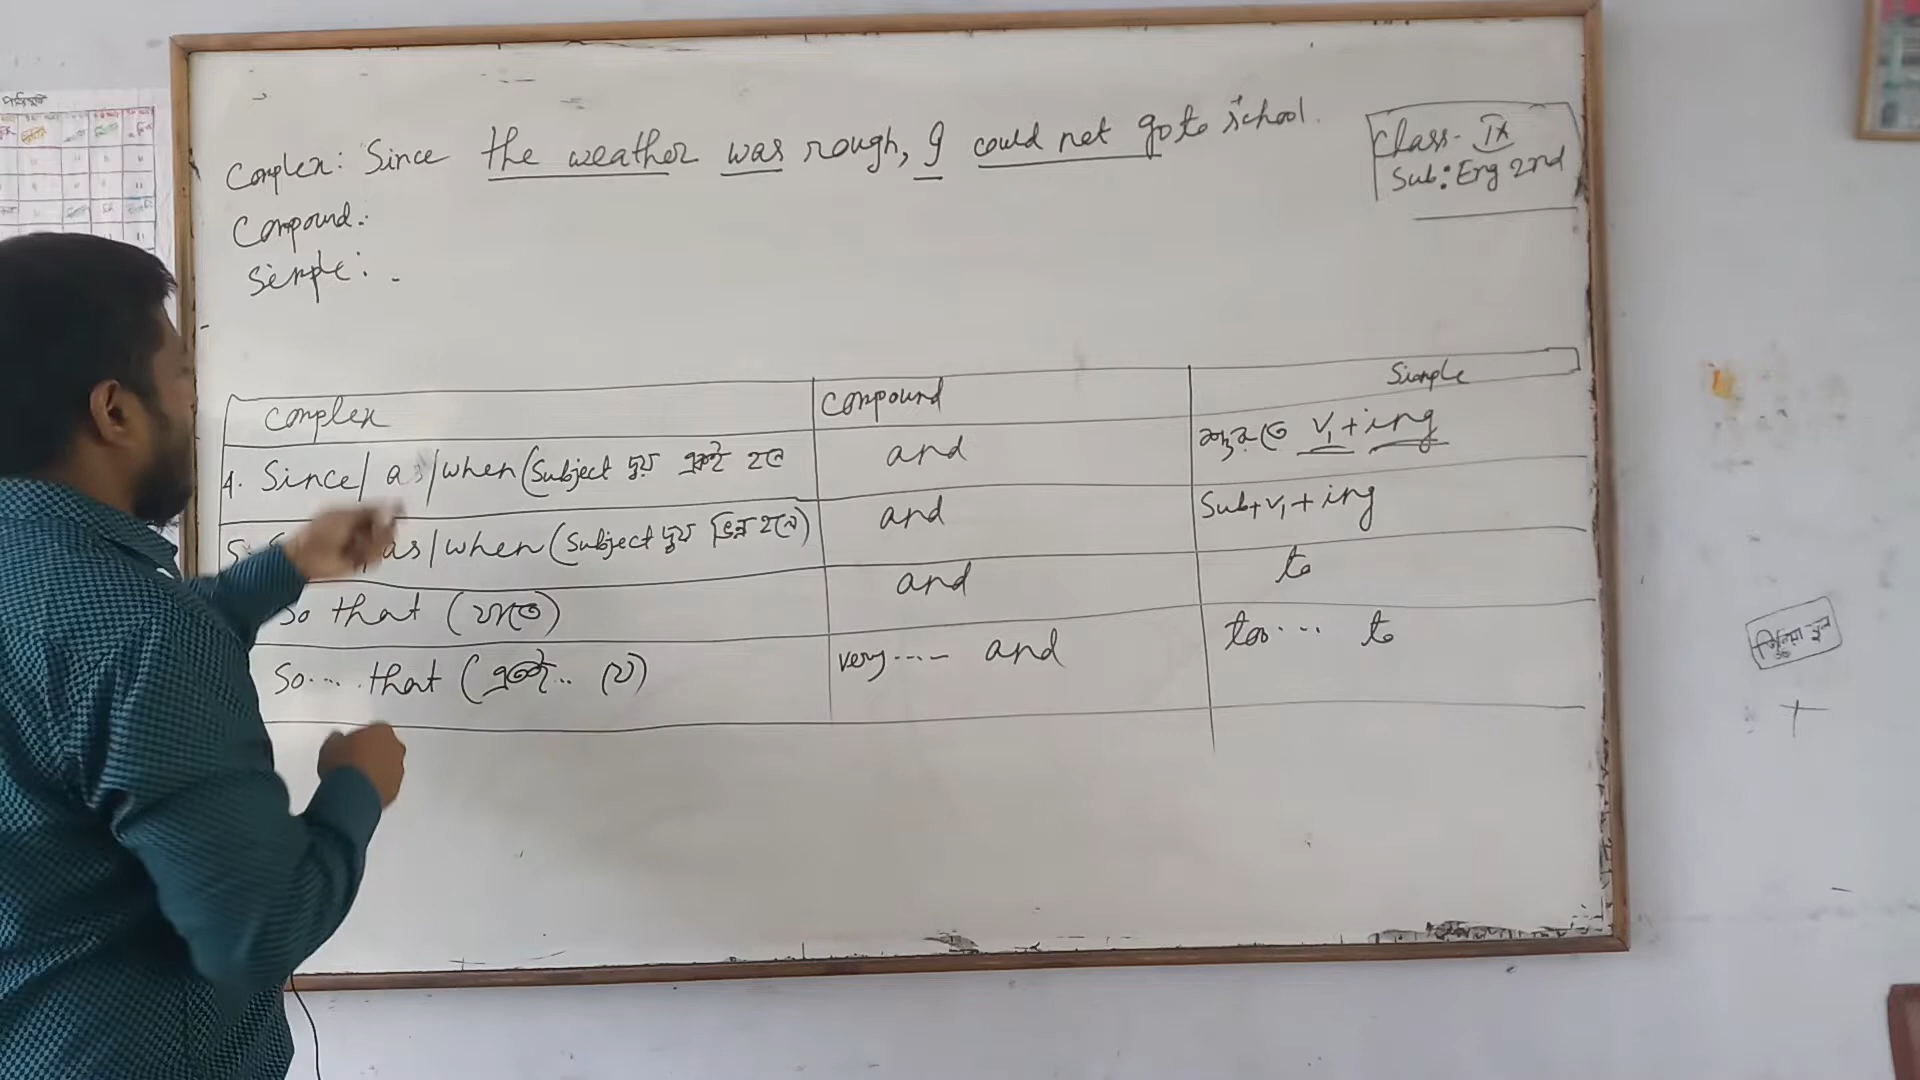 Complex: Since the weather was rough, I could not go to school.
Compound:
Simple:
Class- IX
Sub: Eng 2nd
Complex
Compound
Simple
4. Since/ as/when (Subject দুটি একই হলে
and
শুরুতে V₁+ing
5. as/when (Subject দুটি ভিন্ন হলে)
and
Sub+V₁+ing
So that (যাতে)
and
to
So.... that (এতই... যে)
very.... and
too.... to